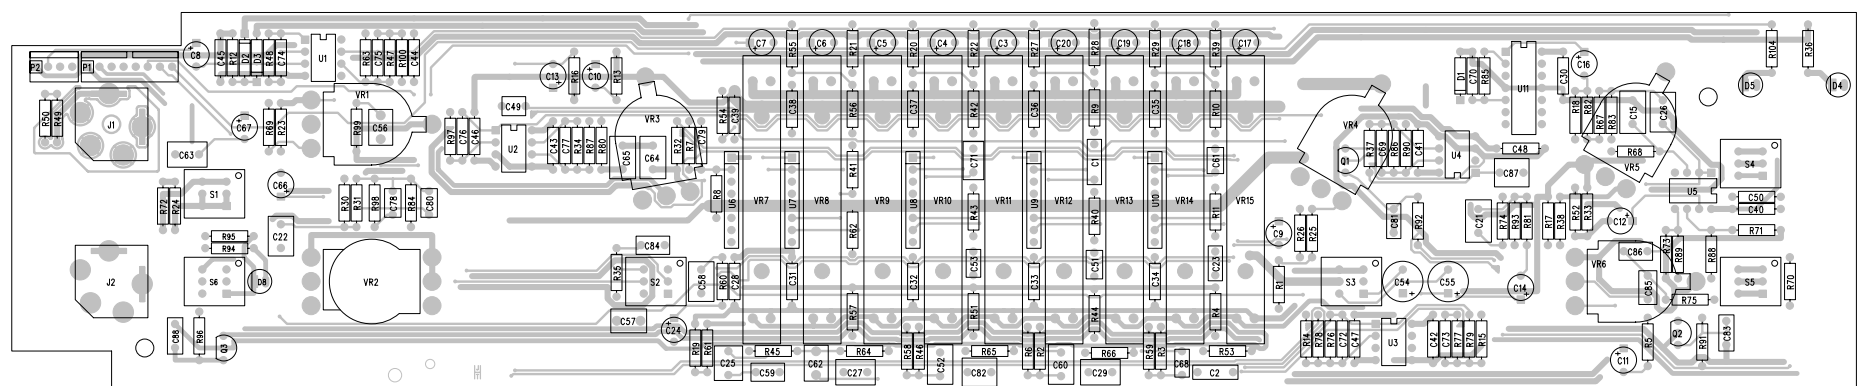 C7 R55 C6 R21 C5 R20 C4 R22 C3 R27 C20 R28 C19 R29 C18 R39 C17
R104 R36
C8 C45 R12 D2 D3 R48 C74 U1 R63 C75 R47 R100 C44
P2 P1
C13 R16 C10 R13
D1 C70 R85 U11 C30 C16
D5 D4
R50 R49 J1 C67 R69 R23 VR1 R99 C56
C49 R97 C76 C46 U2 C43 C77 R34 R87 R80
VR3 C65 C64 R32 R7 C79 R54 C39
C38 R56 C37 R42 C36 R9 C35 R10
VR4 Q1 R37 C69 R86 R90 C41 U4 C87 C48
R18 R82 R67 R83 C15 C26 R68 VR5
S4
C63 R72 R24 S1 C66 R30 R31 R98 C78 R84 C80
R8 U6 VR7 U7 VR8 R41 VR9 U8 VR10 C71 VR11 U9 VR12 C1 VR13 U10 VR14 C61 VR15
R62 R43 R40 R11
C9 R26 R25 C81 R92 C21 R74 R93 R81 R17 R38 R52 R33 C12
U5 C50 C40 R71
R95 R94 C22
J2 S6 D8 VR2
R35 C84 S2 C58 R60 C28
C31 C32 C53 C33 C51 C34 C23
R1 S3 C54 C55 C14
VR6 C86 R73 R89 R88 C85 R75 S5 R70
C57 C24 R57 R51 R44 R4
C88 R96 Q3
R19 R61 C25 R45 C59 C62 R64 C27 R58 R46 C52 R65 C82 R6 R2 C60 R66 C29 R59 R3 C68 R53 C2
R14 R78 R76 C72 C47 U3 C42 C73 R77 R79 R15
C11 R5 Q2 R91 C83